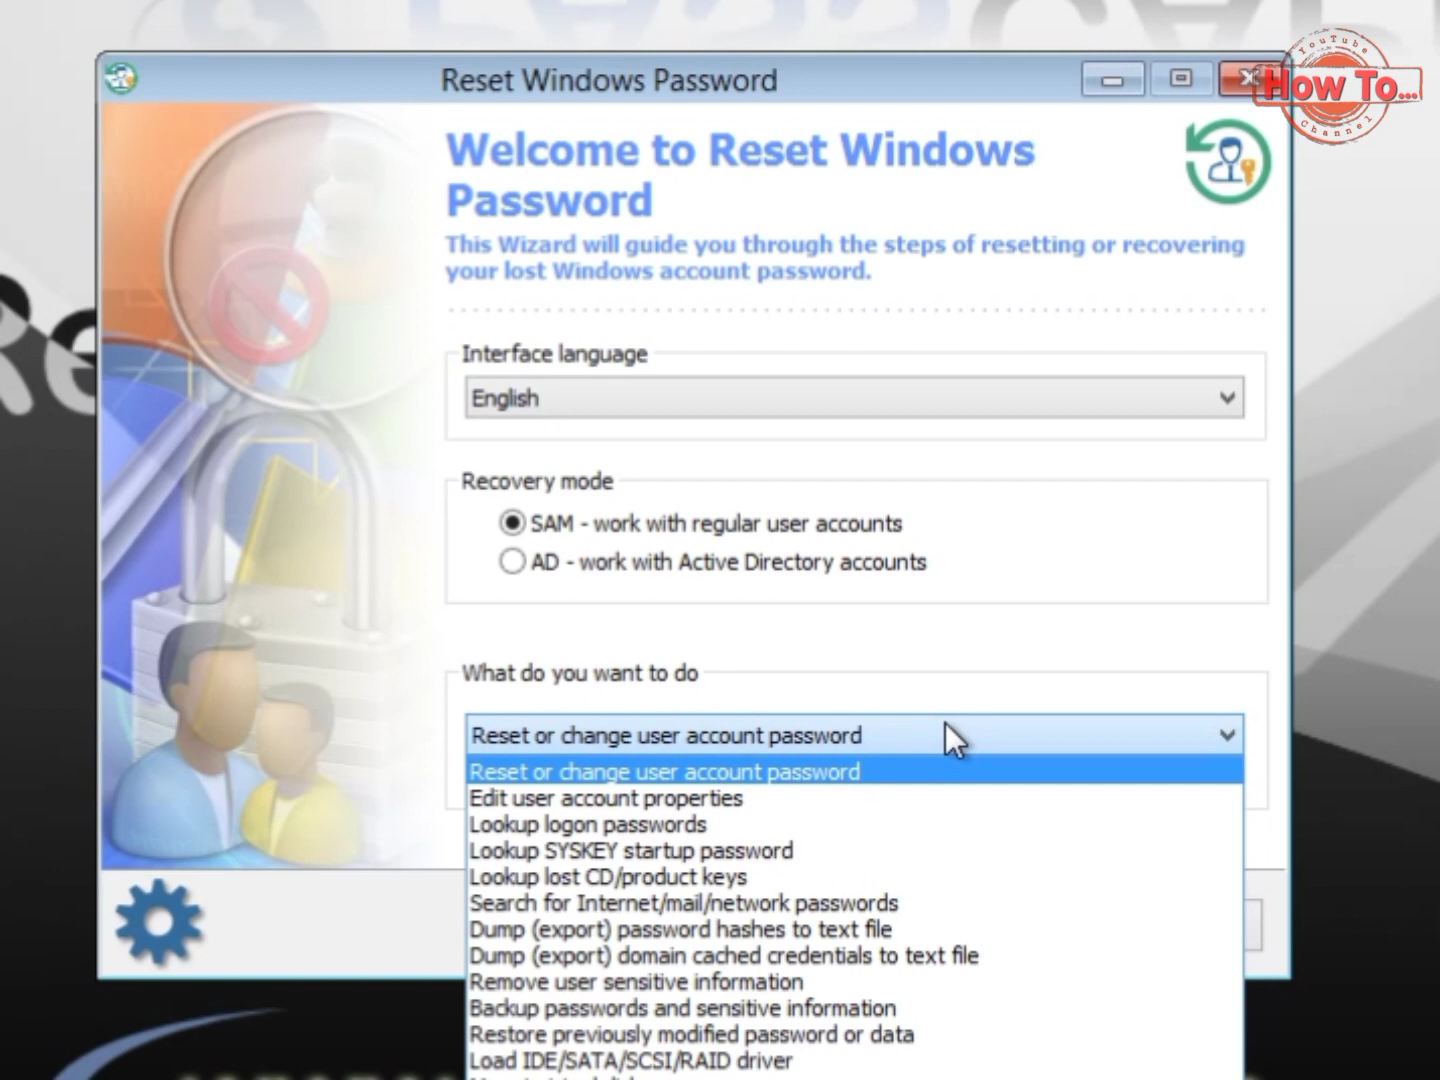 Reset Windows Password
YouTube
How To...
Channel
Welcome to Reset Windows
Password
This Wizard will guide you through the steps of resetting or recovering
your lost Windows account password.
Re
Interface language
English
Recovery mode
SAM - work with regular user accounts
AD - work with Active Directory accounts
What do you want to do
Reset or change user account password
Reset or change user account password
Edit user account properties
Lookup logon passwords
Lookup SYSKEY startup password
Lookup lost CD/product keys
Search for Internet/mail/network passwords
Dump (export) password hashes to text file
Dump (export) domain cached credentials to text file
Remove user sensitive information
Backup passwords and sensitive information
Restore previously modified password or data
Load IDE/SATA/SCSI/RAID driver